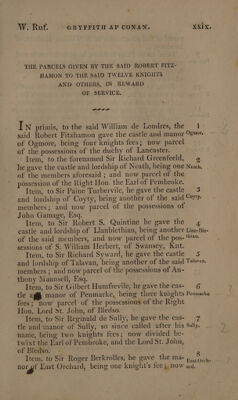 W. Ruf. GRYFFITH AP CONAN. xxix.
THE PARCELS GIVEN BY THE SAID ROBERT FITZ-
HAMON TO THE SAID TWELVE KNIGHTS
AND OTHERS, IN REWARD
OF SERVICE.
IN primis, to the said William de Londres, the 1
said Robert Fitzhamon gave the castle and manor Ogmore.
of Ogmore, being four knights fees; now parcel
of the possessions of the duchy of Lancaster.
Item, to the forenamed Sir Richard Greenfeeld, 2
he gave the castle and lordship of Neath, being one Neath.
of the members aforesaid; and now parcel of the
possession of the Right Hon. the Earl of Pembroke.
Item, to Sir Paine Turbervile, he gave the castle 3
and lordship of Coyty, being another of the said Coyty.
members; and now parcel of the possessions of
John Gamage, Esq.
Item, to Sir Robert S. Quintine he gave the 4
castle and lordship of Lhanblethian, being another Lhan Ble-
of the said members, and now parcel of the pos- thian.
sessions of S. William Herbert, of Swansey, Knt.
Item, to Sir Richard Syward, he gave the castle 5
and lordship of Talavan, being another of the said Talavan.
members; and now parcel of the possessions of An-
thony Maunsell, Esq.
Item, to Sir Gilbert Humfrevile, he gave the cas- 6
tle manor of Penmarke, being three knights Penmarke
fees; now parcel of the possessions of the Right
Hon. Lord St. John, of Bledso.
Item, to Sir Reginald de Sully, he gave the cas- 7
tle and manor of Sully, so since called after his Sully.
name, being two knights fees; now divided be-
twixt the Earl of Pembroke, and the Lord St. John,
of Bledso.
Item, to Sir Roger Berkrolles, he gave the ma- 8
nor of East Orchard, being one knight's fee; now East Orch-
ard.